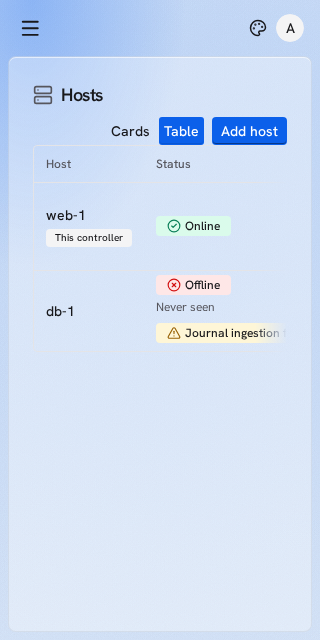 A
Hosts
Cards Table Add host
Host Status
web-1
This controller
Online
db-1
Offline
Never seen
Journal ingestion